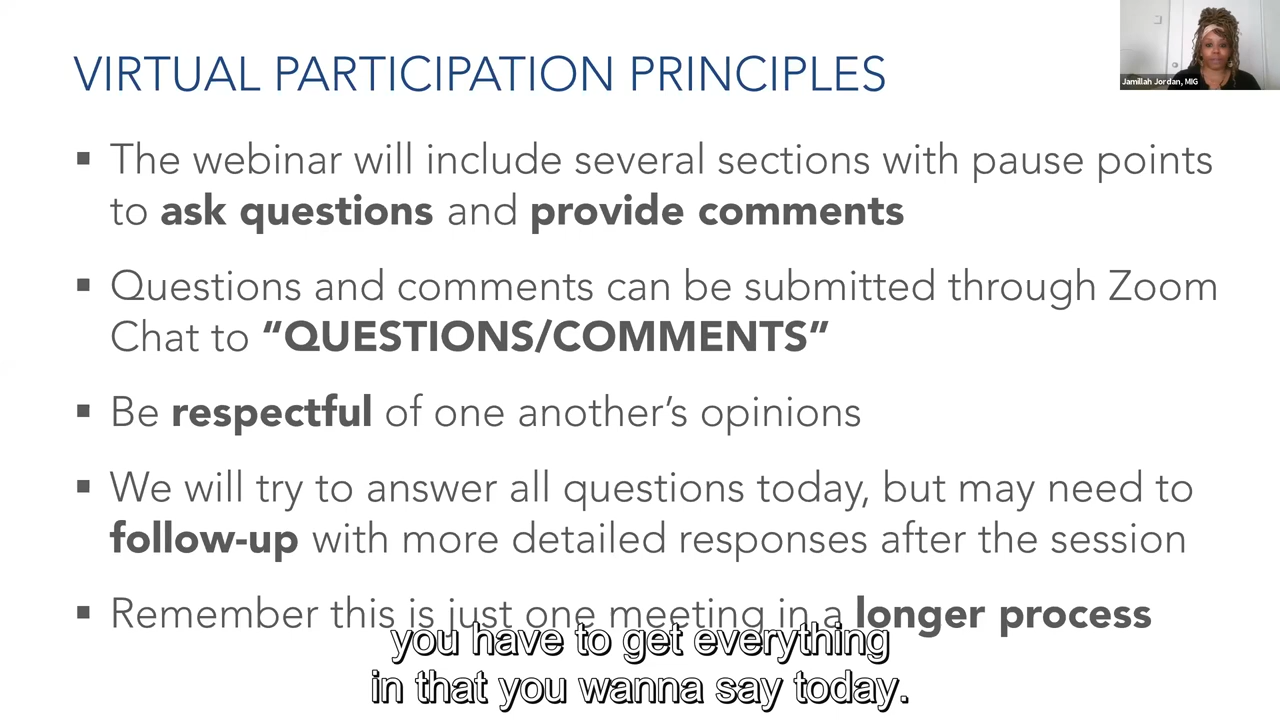 VIRTUAL PARTICIPATION PRINCIPLES
Jamillah Jordan, MIG
▪ The webinar will include several sections with pause points
to ask questions and provide comments
▪ Questions and comments can be submitted through Zoom
Chat to “QUESTIONS/COMMENTS”
▪ Be respectful of one another’s opinions
▪ We will try to answer all questions today, but may need to
follow-up with more detailed responses after the session
▪ Remember this is just one meeting in a longer process
you have to get everything
in that you wanna say today.